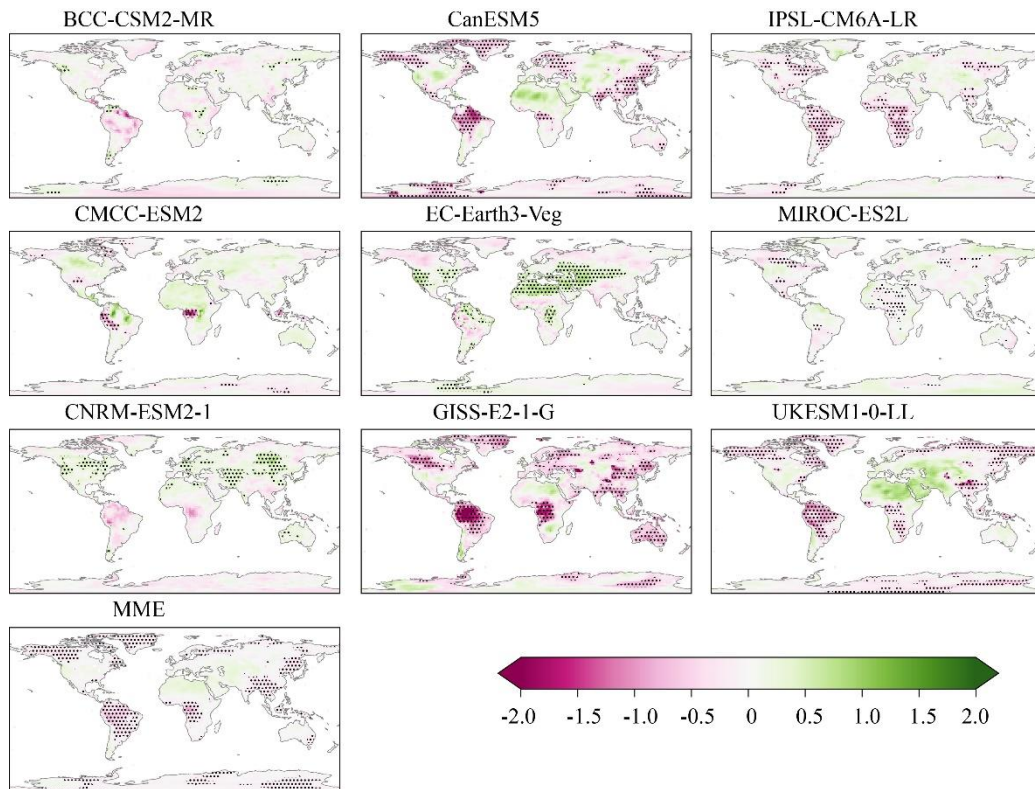 BCC-CSM2-MR CanESM5 IPSL-CM6A-LR
CMCC-ESM2 EC-Earth3-Veg MIROC-ES2L
CNRM-ESM2-1 GISS-E2-1-G UKESM1-0-LL
MME
-2.0 -1.5 -1.0 -0.5 0 0.5 1.0 1.5 2.0